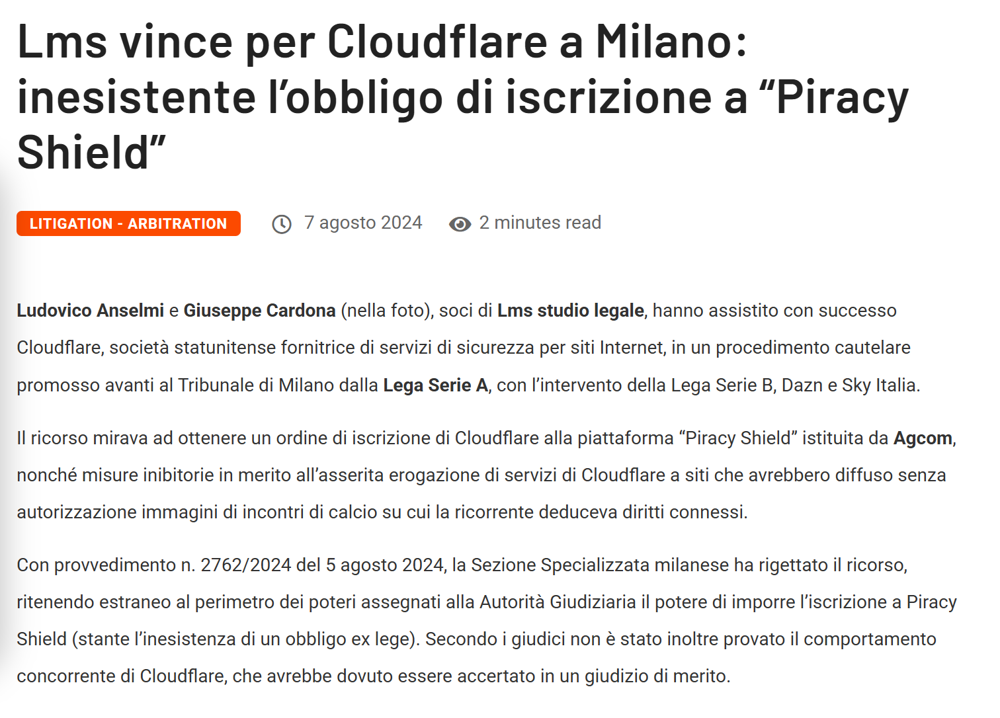 Lms vince per Cloudflare a Milano:
inesistente l’obbligo di iscrizione a “Piracy
Shield”
LITIGATION - ARBITRATION 7 agosto 2024 2 minutes read
Ludovico Anselmi e Giuseppe Cardona (nella foto), soci di Lms studio legale, hanno assistito con successo
Cloudflare, società statunitense fornitrice di servizi di sicurezza per siti Internet, in un procedimento cautelare
promosso avanti al Tribunale di Milano dalla Lega Serie A, con l’intervento della Lega Serie B, Dazn e Sky Italia.
Il ricorso mirava ad ottenere un ordine di iscrizione di Cloudflare alla piattaforma “Piracy Shield” istituita da Agcom,
nonché misure inibitorie in merito all’asserita erogazione di servizi di Cloudflare a siti che avrebbero diffuso senza
autorizzazione immagini di incontri di calcio su cui la ricorrente deduceva diritti connessi.
Con provvedimento n. 2762/2024 del 5 agosto 2024, la Sezione Specializzata milanese ha rigettato il ricorso,
ritenendo estraneo al perimetro dei poteri assegnati alla Autorità Giudiziaria il potere di imporre l’iscrizione a Piracy
Shield (stante l’inesistenza di un obbligo ex lege). Secondo i giudici non è stato inoltre provato il comportamento
concorrente di Cloudflare, che avrebbe dovuto essere accertato in un giudizio di merito.